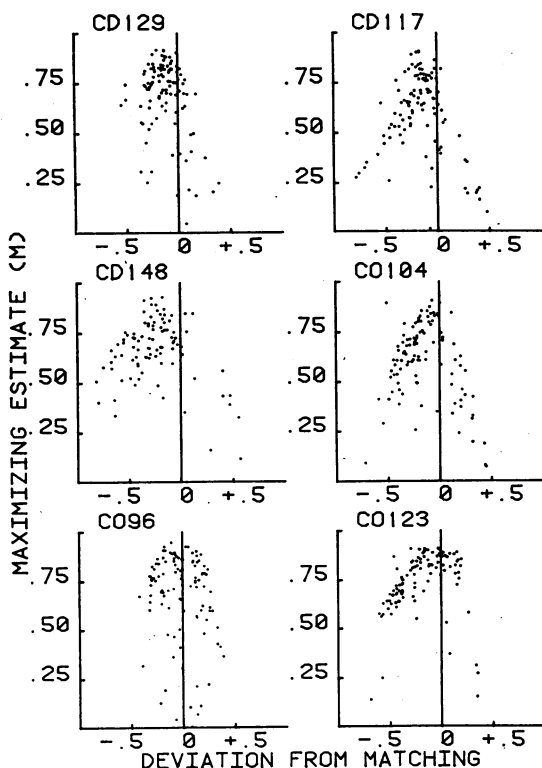 CD129 CD117
.75 .75
.50 .50
.25 .25
-.5 0 +.5 -.5 0 +.5
CD148 CO104
.75 .75
.50 .50
.25 .25
-.5 0 +.5 -.5 0 +.5
CO96 CO123
.75 .75
.50 .50
.25 .25
-.5 0 +.5 -.5 0 +.5
MAXIMIZING ESTIMATE (M)
DEVIATION FROM MATCHING